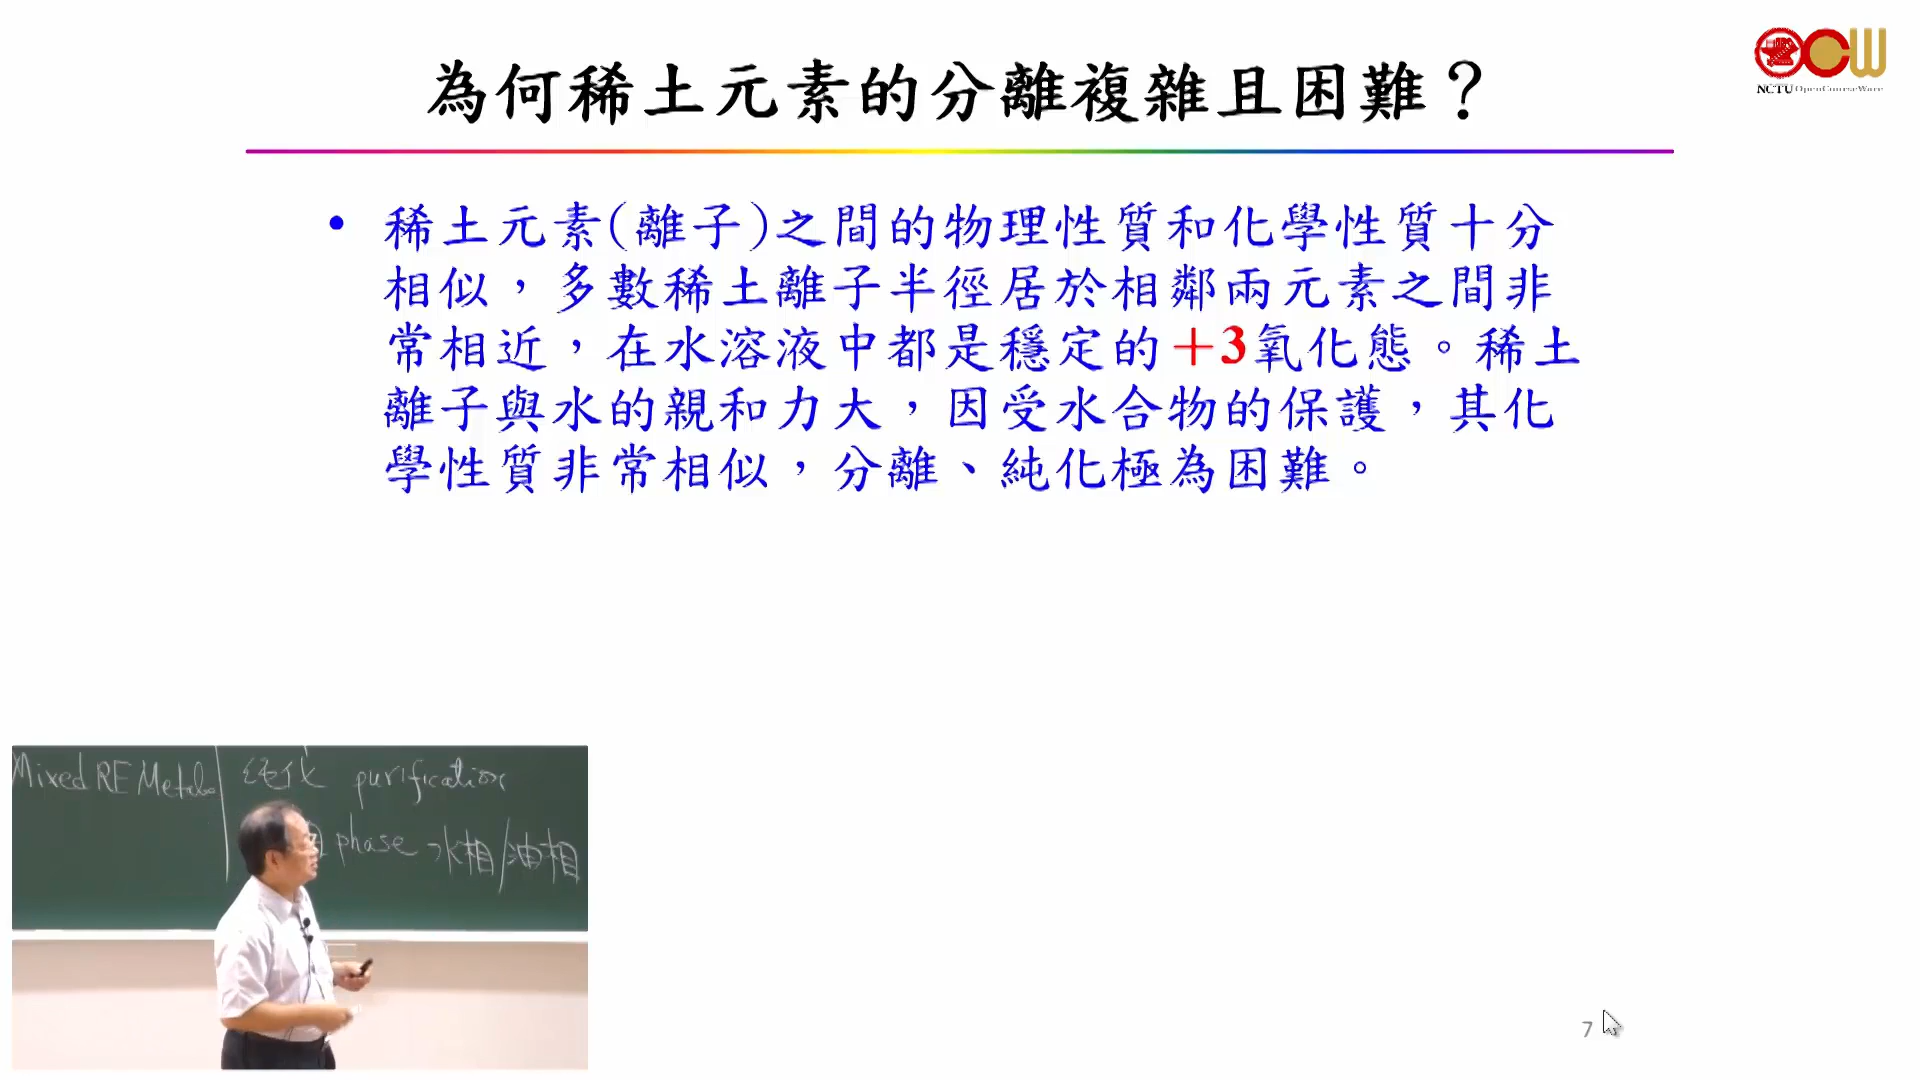 為何稀土元素的分離複雜且困難？
NCTU OpenCourseWare
• 稀土元素(離子)之間的物理性質和化學性質十分
相似，多數稀土離子半徑居於相鄰兩元素之間非
常相近，在水溶液中都是穩定的+3氧化態。稀土
離子與水的親和力大，因受水合物的保護，其化
學性質非常相似，分離、純化極為困難。
Mixed RE Metals
純化 purification
phase 水相/油相
7